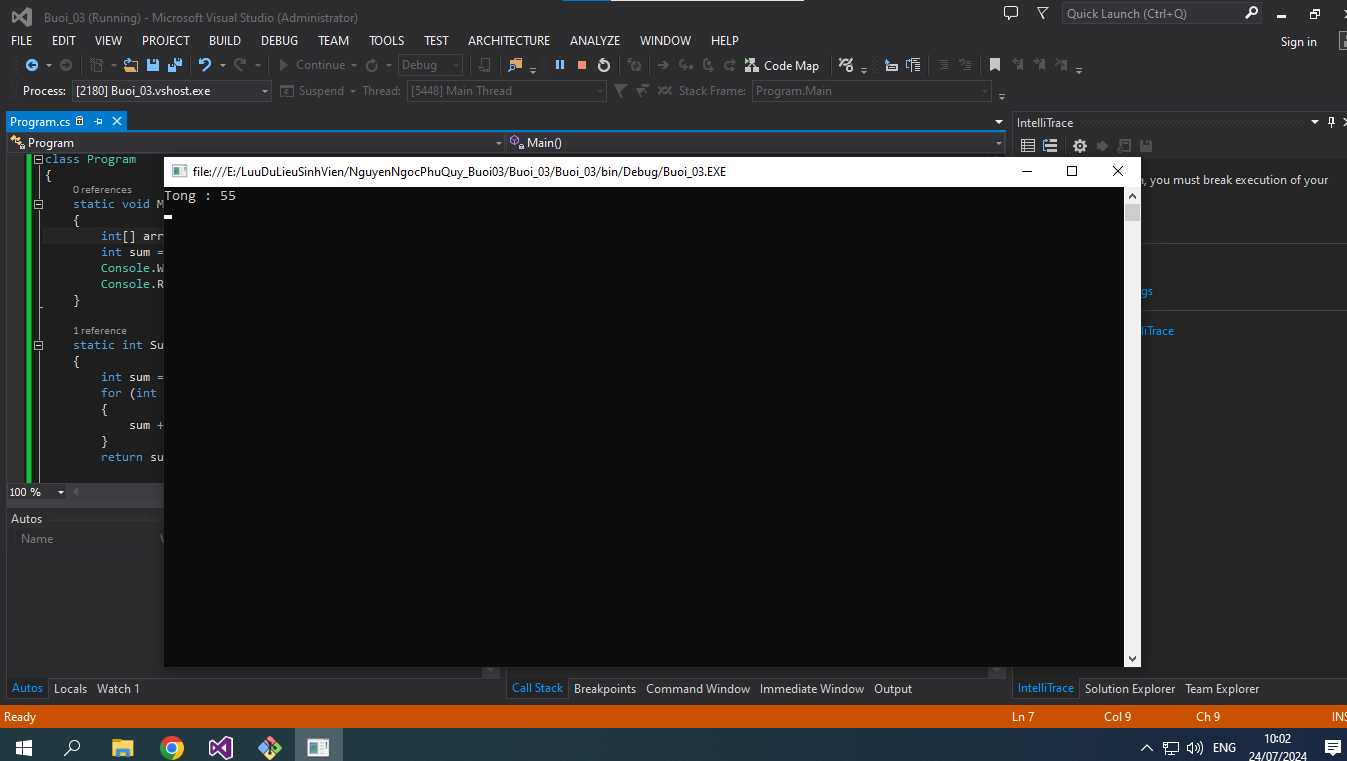 Buoi_03 (Running) - Microsoft Visual Studio (Administrator)
Quick Launch (Ctrl+Q)
FILE EDIT VIEW PROJECT BUILD DEBUG TEAM TOOLS TEST ARCHITECTURE ANALYZE WINDOW HELP
Sign in
Continue Debug Code Map
Process: [2180] Buoi_03.vshost.exe Suspend Thread: [5448] Main Thread Stack Frame: Program.Main
Program.cs
IntelliTrace
Program Main()
class Program
{
0 references
static void M
{
int[] arr
int sum =
Console.W
Console.R
}
1 reference
static int Su
{
int sum =
for (int
{
sum +
}
return su
100 %
file:///E:/LuuDuLieuSinhVien/NguyenNgocPhuQuy_Buoi03/Buoi_03/Buoi_03/bin/Debug/Buoi_03.EXE
Tong : 55
, you must break execution of your
gs
liTrace
Autos
Name
Autos Locals Watch 1
Call Stack Breakpoints Command Window Immediate Window Output
IntelliTrace Solution Explorer Team Explorer
Ready Ln 7 Col 9 Ch 9 INS
ENG
10:02
24/07/2024